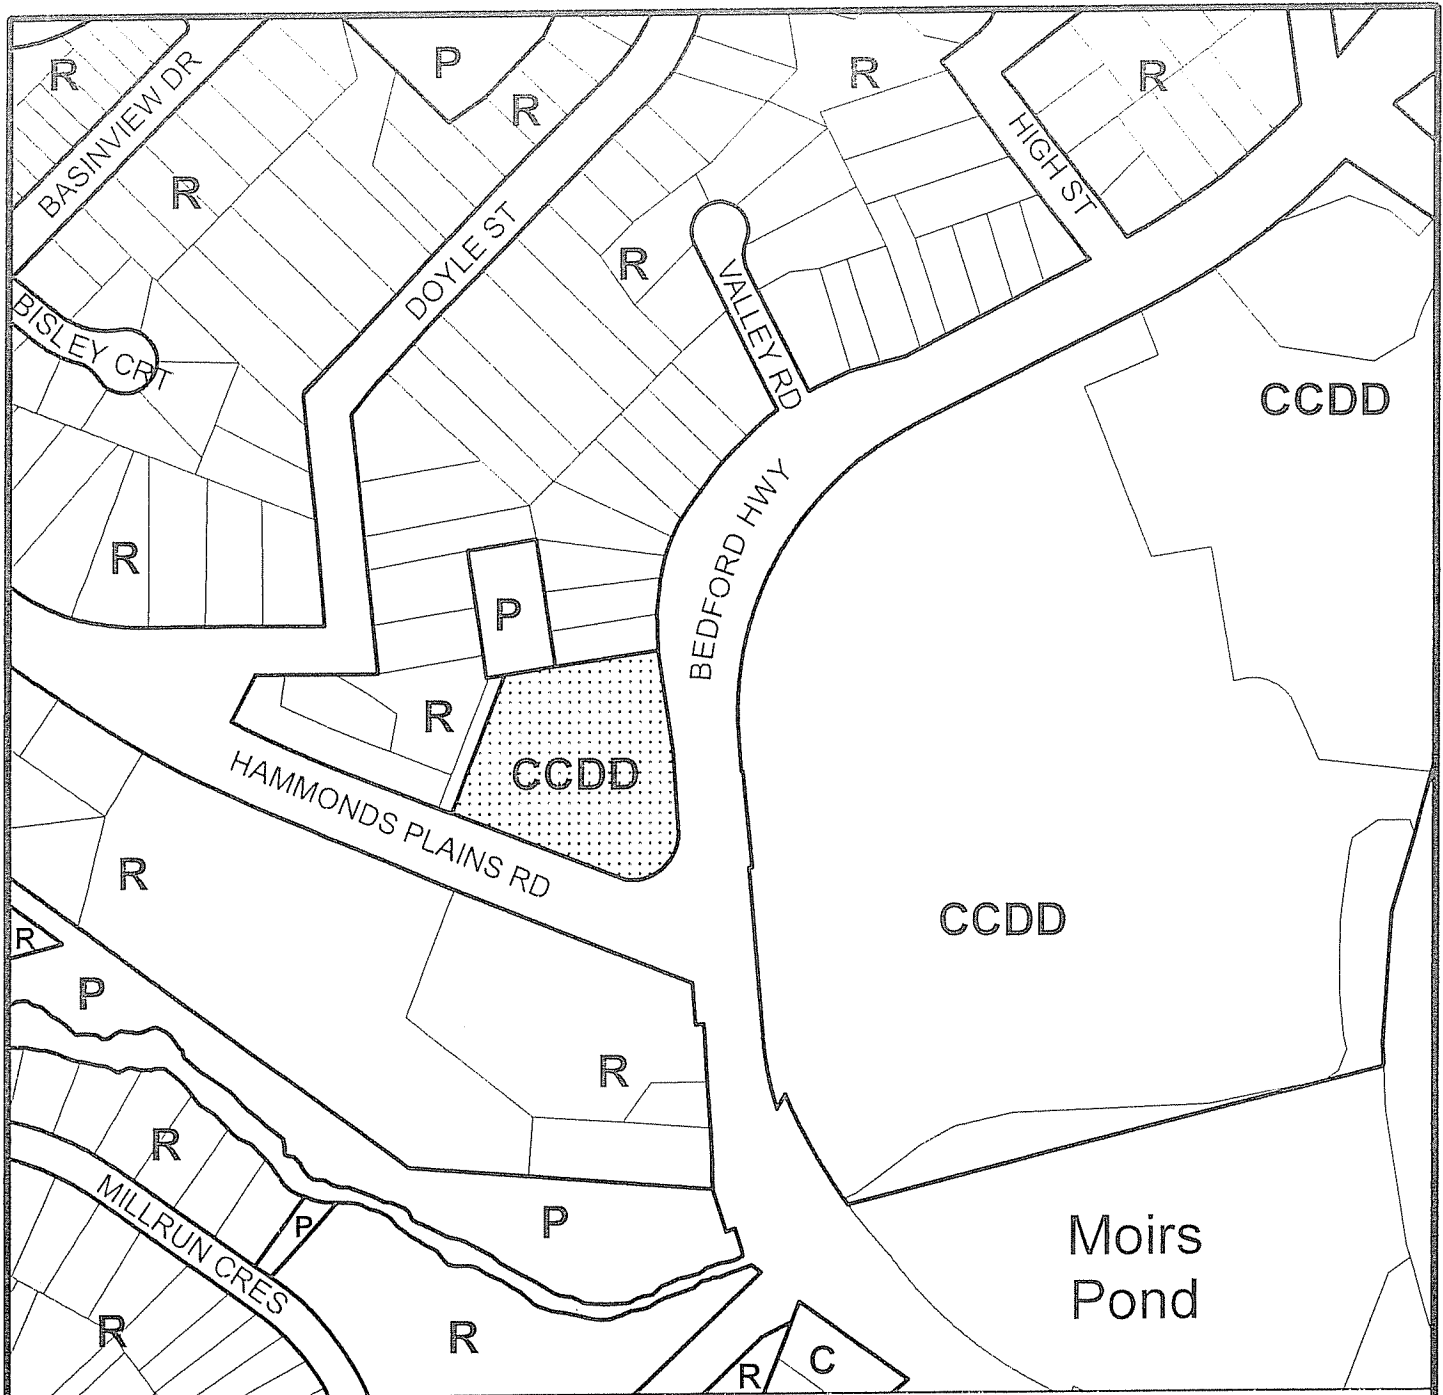 P
R
R
R
R
BASINVIEW DR
HIGH ST
R
DOYLE ST
R
VALLEY RD
BISLEY CRT
CCDD
BEDFORD HWY
R
P
R
CCDD
HAMMONDS PLAINS RD
R
CCDD
R
P
R
R
MILLRUN CRES
P
P
Moirs
Pond
R
R
R
C